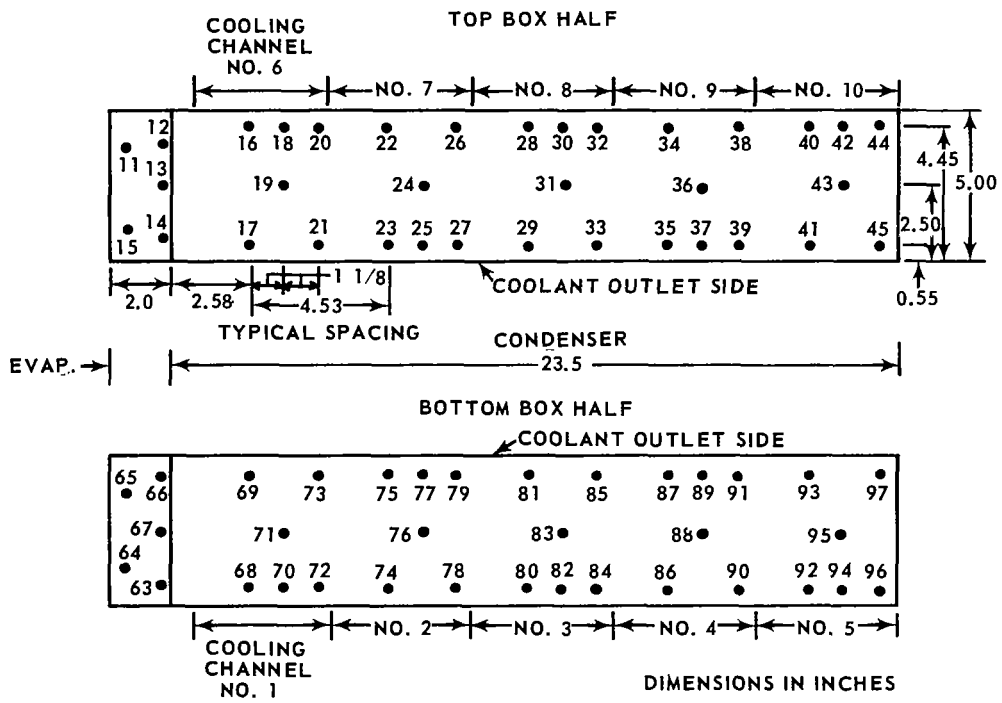 TOP BOX HALF
COOLING
CHANNEL
NO. 6
NO. 7
NO. 8
NO. 9
NO. 10
12
16 18 20 22 26 28 30 32 34 38 40 42 44
11
13
4.45
5.00
19
24
31
36
43
14
15
17 21 23 25 27 29 33 35 37 39 41 45
2.50
0.55
2.0
2.58
1 1/8
4.53
COOLANT OUTLET SIDE
TYPICAL SPACING
CONDENSER
EVAP.
23.5
BOTTOM BOX HALF
COOLANT OUTLET SIDE
65
66
69 73 75 77 79 81 85 87 89 91 93 97
67
71
76
83
88
95
64
63
68 70 72 74 78 80 82 84 86 90 92 94 96
NO. 2
NO. 3
NO. 4
NO. 5
COOLING
CHANNEL
NO. 1
DIMENSIONS IN INCHES